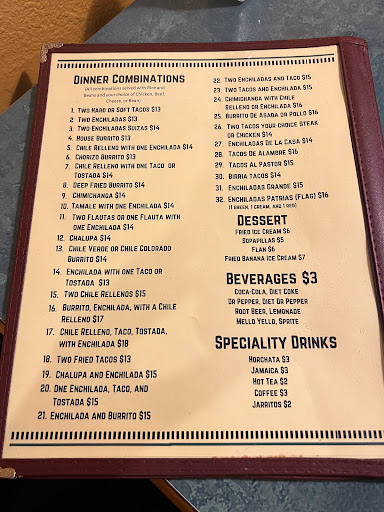 Dinner Combinations
(All combinations served with Rice and
Beans and your choice of Chicken, Beef,
Cheese, or Bean)
1. Two Hard or Soft Tacos $13
2. Two Enchiladas $13
3. Two Enchiladas Suizas $14
4. House Burrito $13
5. Chile Relleno with one Enchilada $14
6. Chorizo Burrito $13
7. Chile Relleno with one Taco or
Tostada $14
8. Deep Fried Burrito $14
9. Chimichanga $14
10. Tamale with one Enchilada $14
11. Two Flautas or one Flauta with
one Enchilada $14
12. Chalupa $14
13. Chile Verde or Chile Colorado
Burrito $14
14. Enchilada with one Taco or
Tostada $13
15. Two Chile Rellenos $15
16. Burrito, Enchilada, with a Chile
Relleno $17
17. Chile Relleno, Taco, Tostada,
with Enchilada $18
18. Two Fried Tacos $13
19. Chalupa and Enchilada $15
20. One Enchilada, Taco, and
Tostada $15
21. Enchilada and Burrito $15
22. Two Enchiladas and Taco $15
23. Two Tacos and Enchilada $15
24. Chimichanga with Chile
Relleno or Enchilada $16
25. Burrito de Asada or Pollo $16
26. Two Tacos your choice Steak
or Chicken $14
27. Enchiladas De La Casa $14
28. Tacos De Alambre $16
29. Tacos Al Pastor $15
30. Birria Tacos $14
31. Enchiladas Grande $15
32. Enchiladas Patrias (Flag) $16
(1 green, 1 cream, and 1 red)
Dessert
Fried Ice Cream $6
Sopapillas $5
Flan $6
Fried Banana Ice Cream $7
Beverages $3
Coca-Cola, Diet Coke
Dr Pepper, Diet Dr Pepper
Root Beer, Lemonade
Mello Yello, Sprite
Speciality Drinks
Horchata $3
Jamaica $3
Hot Tea $2
Coffee $3
Jarritos $2